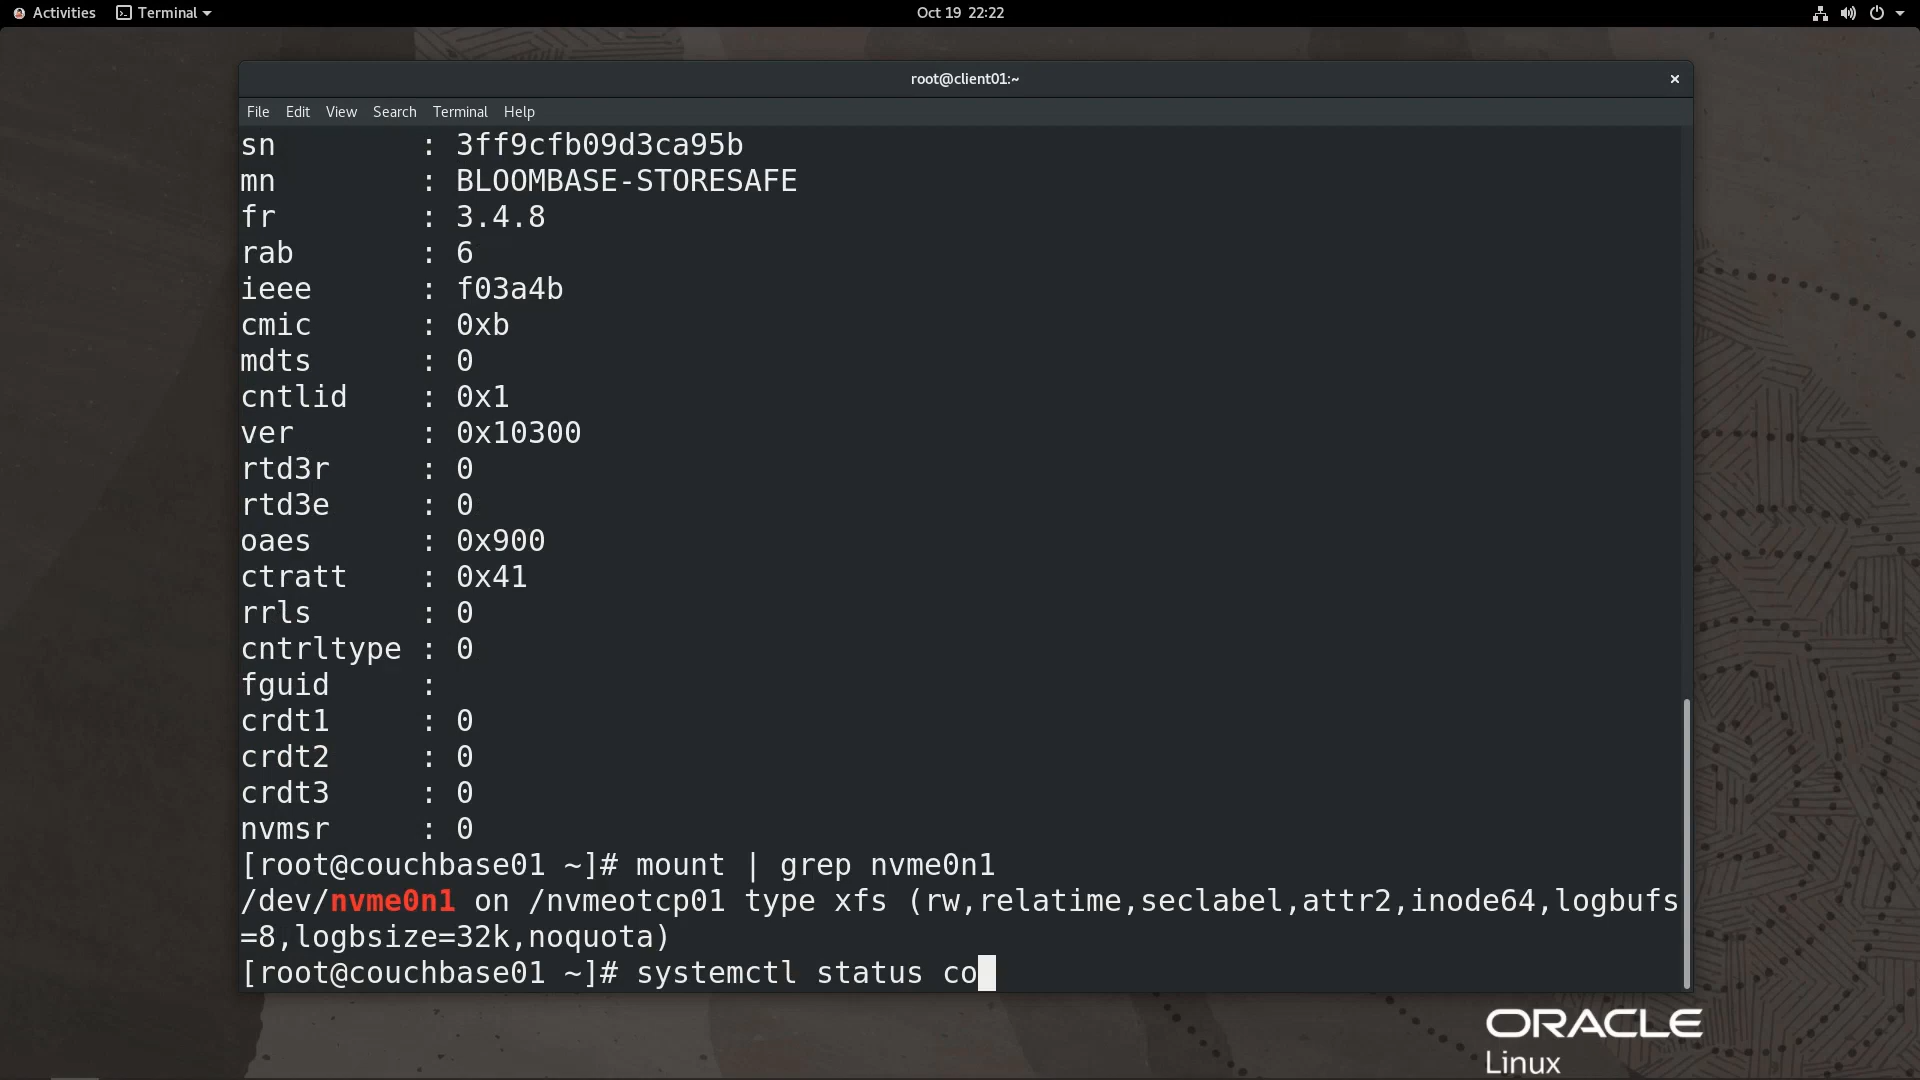 Activities Terminal Oct 19 22:22
root@client01:~
File Edit View Search Terminal Help
sn : 3ff9cfb09d3ca95b
mn : BLOOMBASE-STORESAFE
fr : 3.4.8
rab : 6
ieee : f03a4b
cmic : 0xb
mdts : 0
cntlid : 0x1
ver : 0x10300
rtd3r : 0
rtd3e : 0
oaes : 0x900
ctratt : 0x41
rrls : 0
cntrltype : 0
fguid :
crdt1 : 0
crdt2 : 0
crdt3 : 0
nvmsr : 0
[root@couchbase01 ~]# mount | grep nvme0n1
/dev/nvme0n1 on /nvmeotcp01 type xfs (rw,relatime,seclabel,attr2,inode64,logbufs
=8,logbsize=32k,noquota)
[root@couchbase01 ~]# systemctl status co
ORACLE
Linux